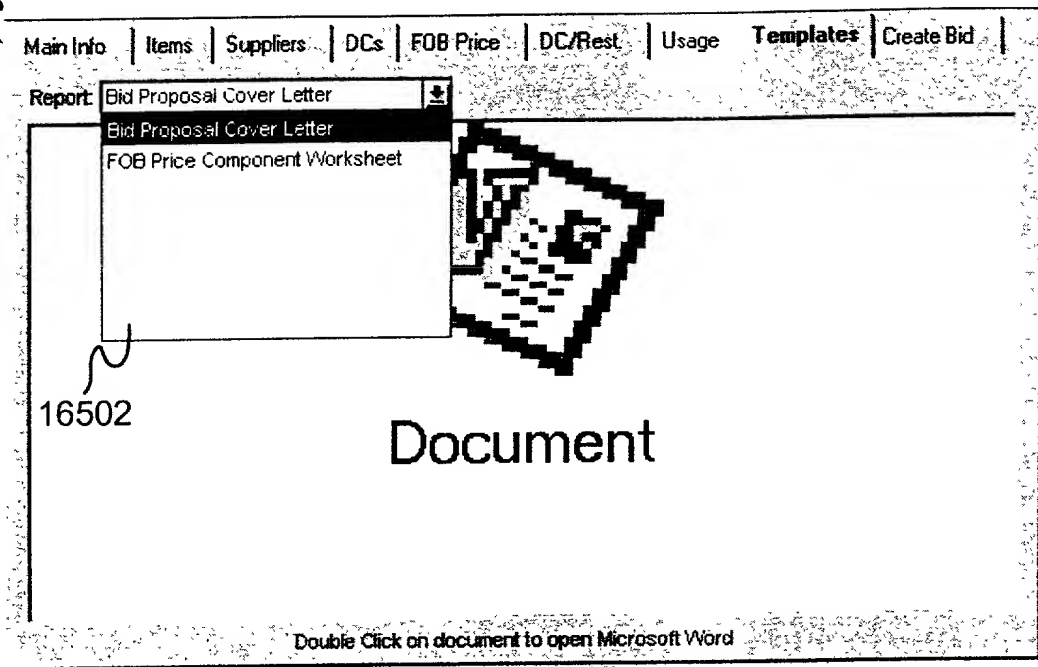 Main Info Items Suppliers DCs FOB Price DC/Rest. Usage Templates Create Bid
Report: Bid Proposal Cover Letter
Bid Proposal Cover Letter
FOB Price Component Worksheet
16502
Document
Double Click on document to open Microsoft Word